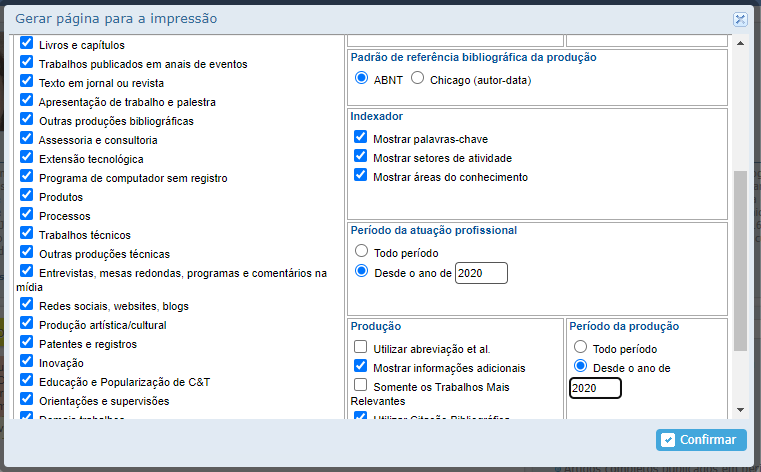 Gerar página para a impressão
Livros e capítulos
Trabalhos publicados em anais de eventos
Texto em jornal ou revista
Apresentação de trabalho e palestra
Outras produções bibliográficas
Assessoria e consultoria
Extensão tecnológica
Programa de computador sem registro
Produtos
Processos
Trabalhos técnicos
Outras produções técnicas
Entrevistas, mesas redondas, programas e comentários na
mídia
Redes sociais, websites, blogs
Produção artística/cultural
Patentes e registros
Inovação
Educação e Popularização de C&T
Orientações e supervisões
Demais trabalhos
Padrão de referência bibliográfica da produção
ABNT Chicago (autor-data)
Indexador
Mostrar palavras-chave
Mostrar setores de atividade
Mostrar áreas do conhecimento
Período da atuação profissional
Todo período
Desde o ano de 2020
Produção
Utilizar abreviação et al.
Mostrar informações adicionais
Somente os Trabalhos Mais
Relevantes
Utilizar Citação Bibliográfica
Período da produção
Todo período
Desde o ano de
2020
Confirmar